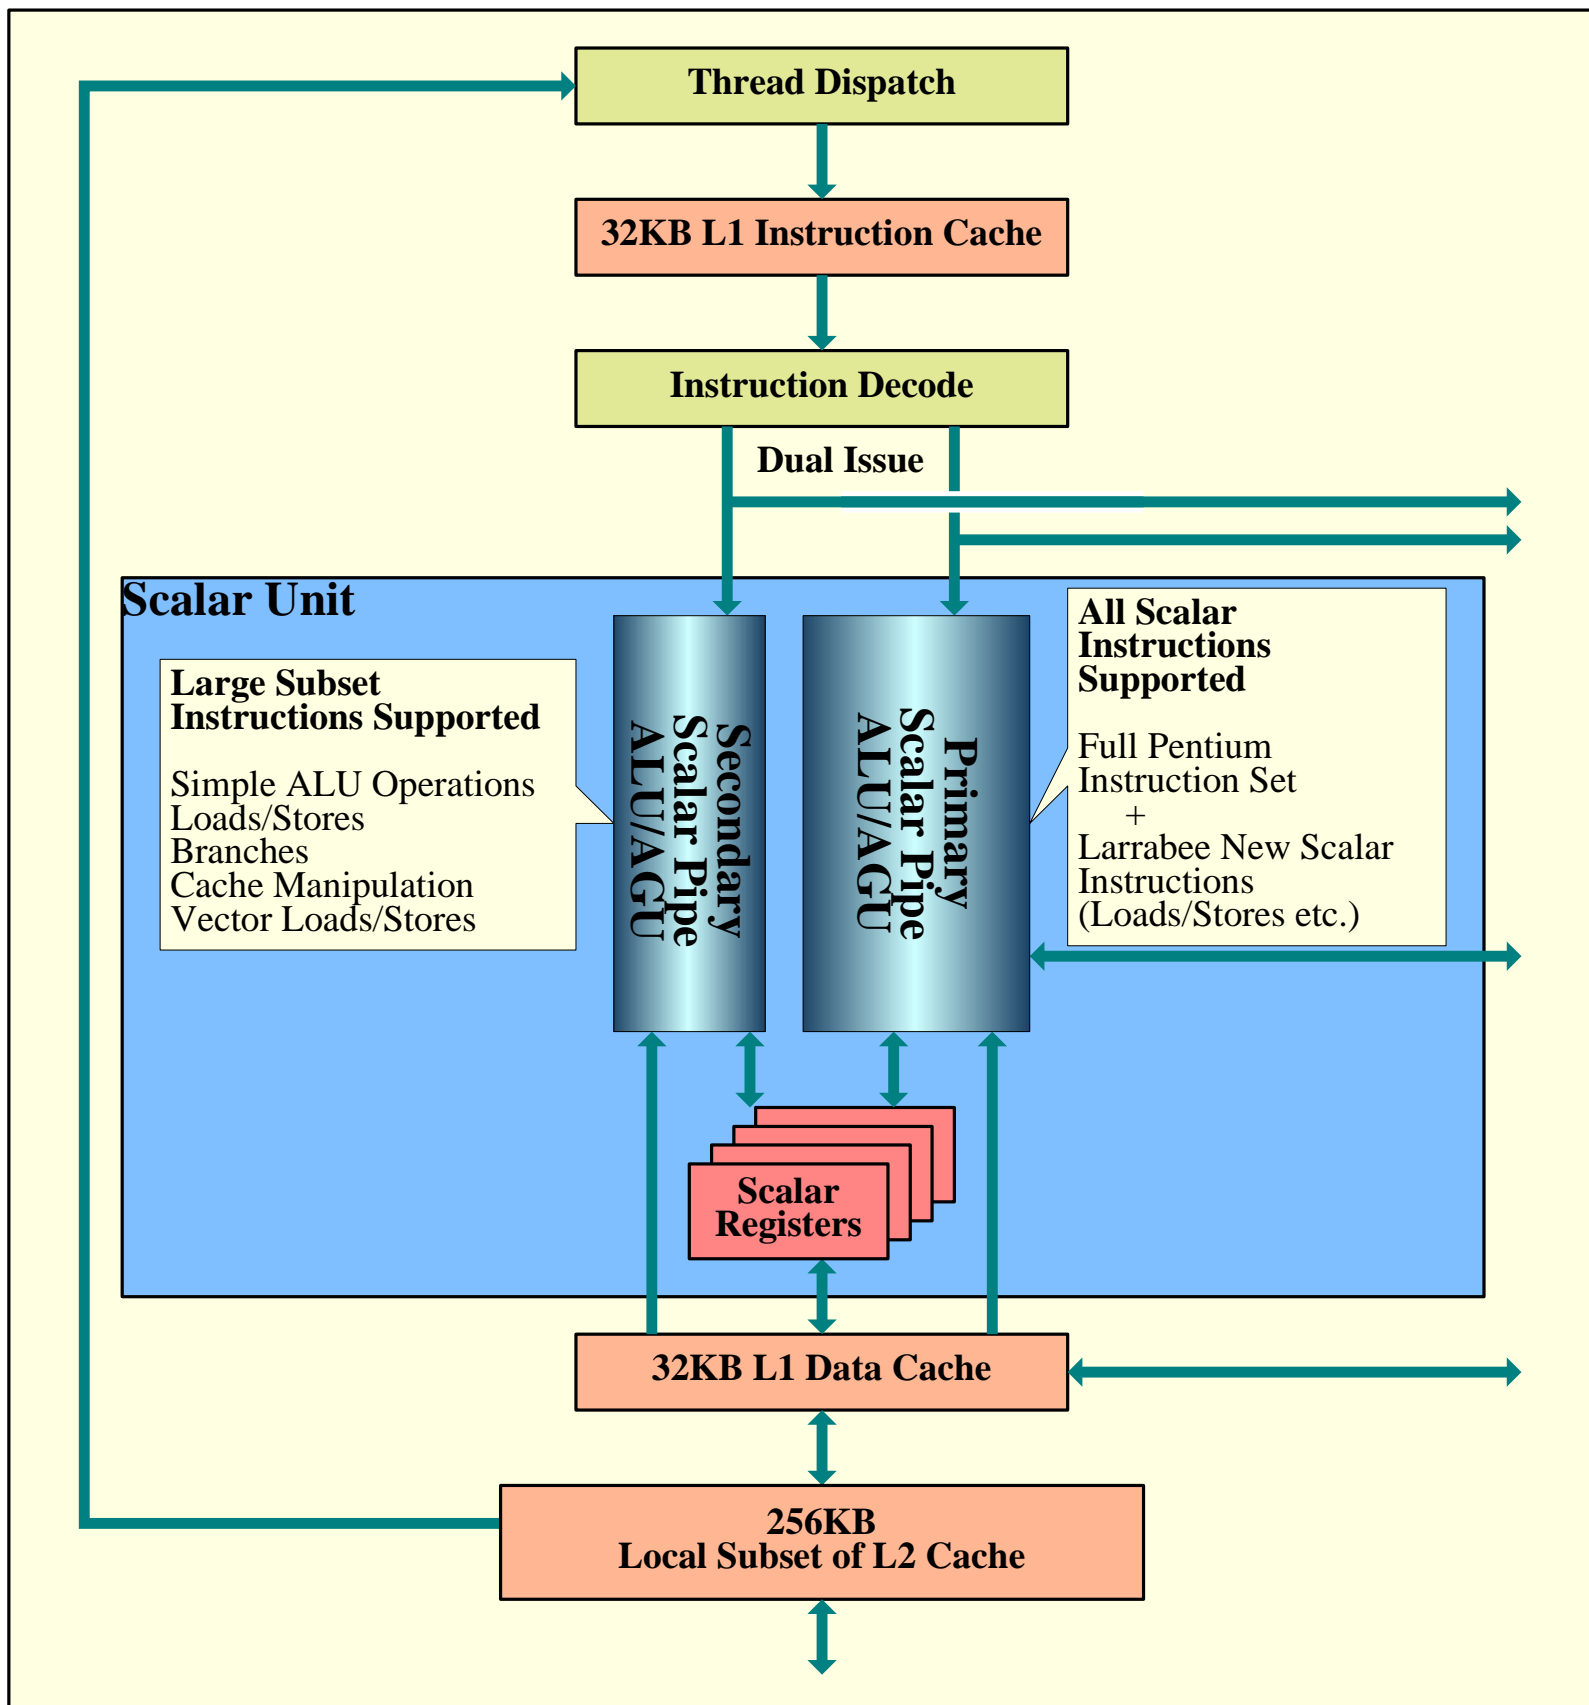 Thread Dispatch
32KB L1 Instruction Cache
Instruction Decode
Dual Issue
Scalar Unit
Large Subset
Instructions Supported
Simple ALU Operations
Loads/Stores
Branches
Cache Manipulation
Vector Loads/Stores
Secondary
Scalar Pipe
ALU/AGU
Primary
Scalar Pipe
ALU/AGU
All Scalar
Instructions
Supported
Full Pentium
Instruction Set
+
Larrabee New Scalar
Instructions
(Loads/Stores etc.)
Scalar
Registers
32KB L1 Data Cache
256KB
Local Subset of L2 Cache